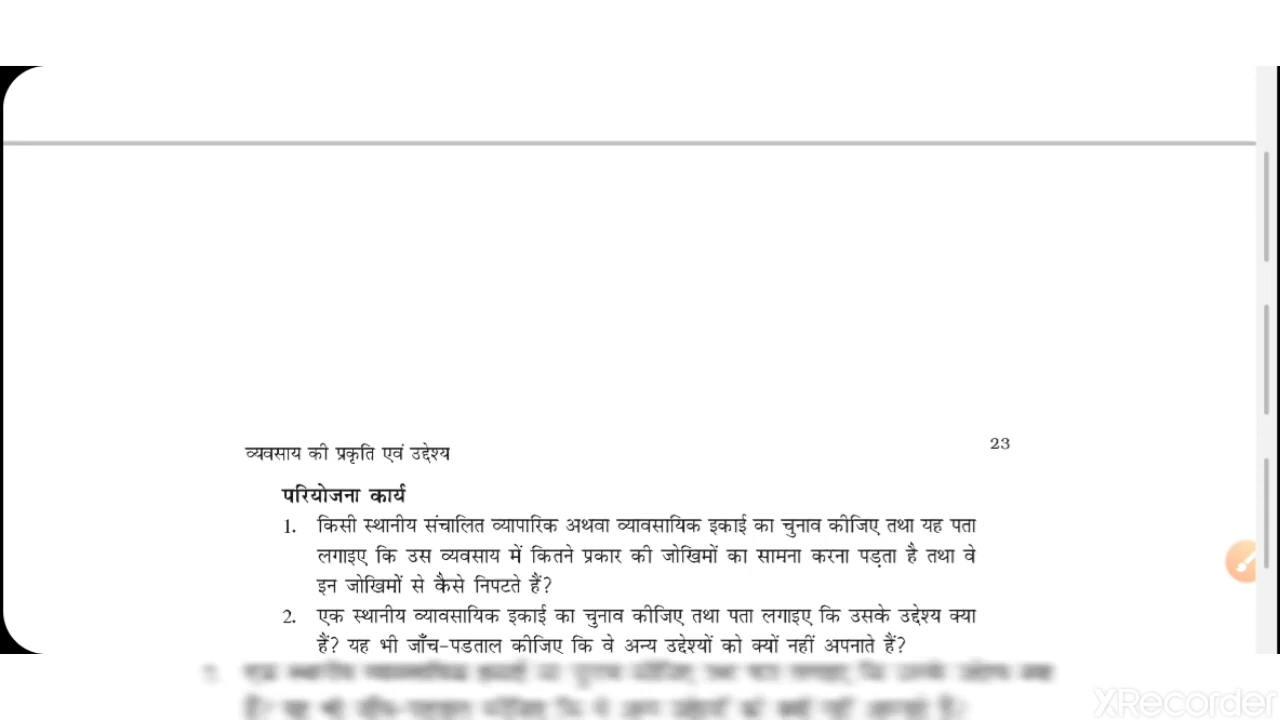 23
व्यवसाय की प्रकृति एवं उद्देश्य
परियोजना कार्य
1. किसी स्थानीय संचालित व्यापारिक अथवा व्यावसायिक इकाई का चुनाव कीजिए तथा यह पता
लगाइए कि उस व्यवसाय में कितने प्रकार की जोखिमों का सामना करना पड़ता है तथा वे
इन जोखिमों से कैसे निपटते हैं?
2. एक स्थानीय व्यावसायिक इकाई का चुनाव कीजिए तथा पता लगाइए कि उसके उद्देश्य क्या
हैं? यह भी जाँच-पडताल कीजिए कि वे अन्य उद्देश्यों को क्यों नहीं अपनाते हैं?
XRecorder